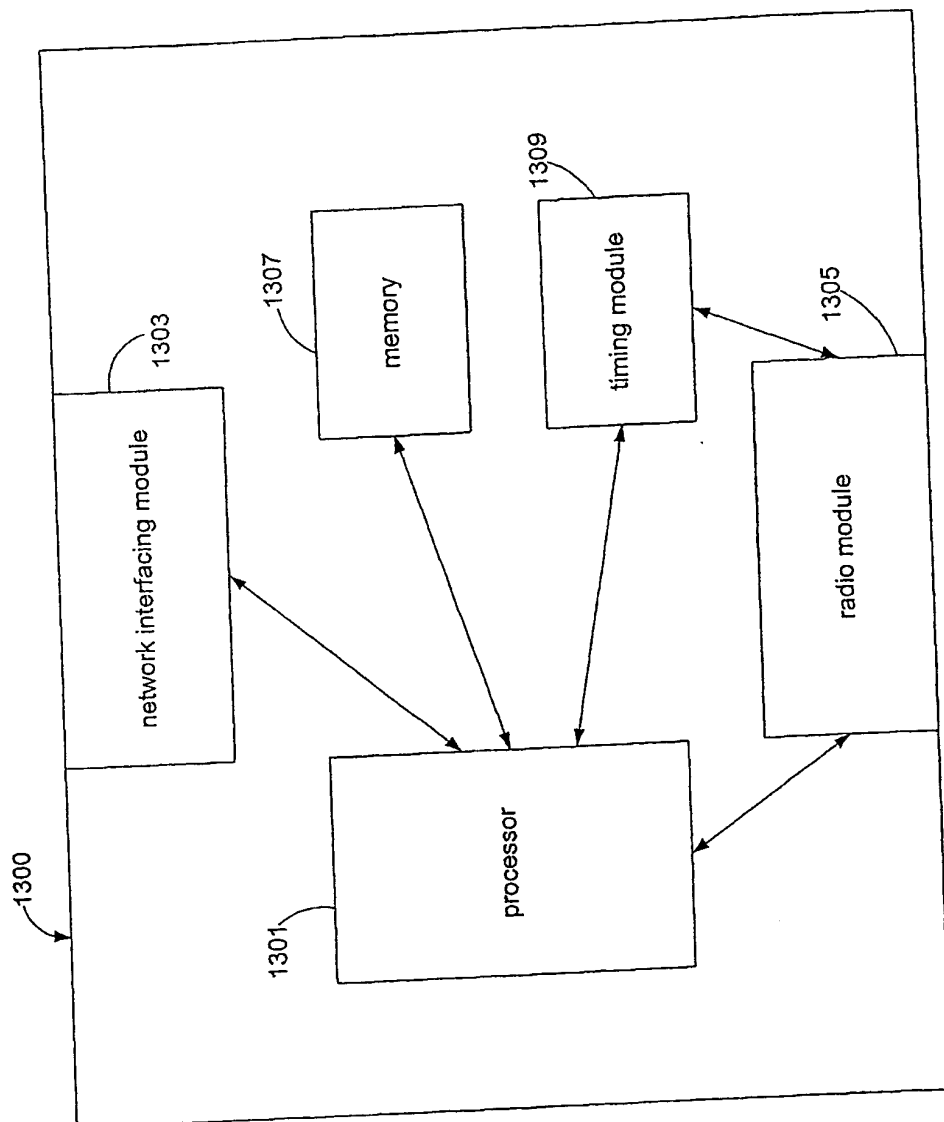 1300
1303
network interfacing module
1307
memory
1309
timing module
1301
processor
1305
radio module